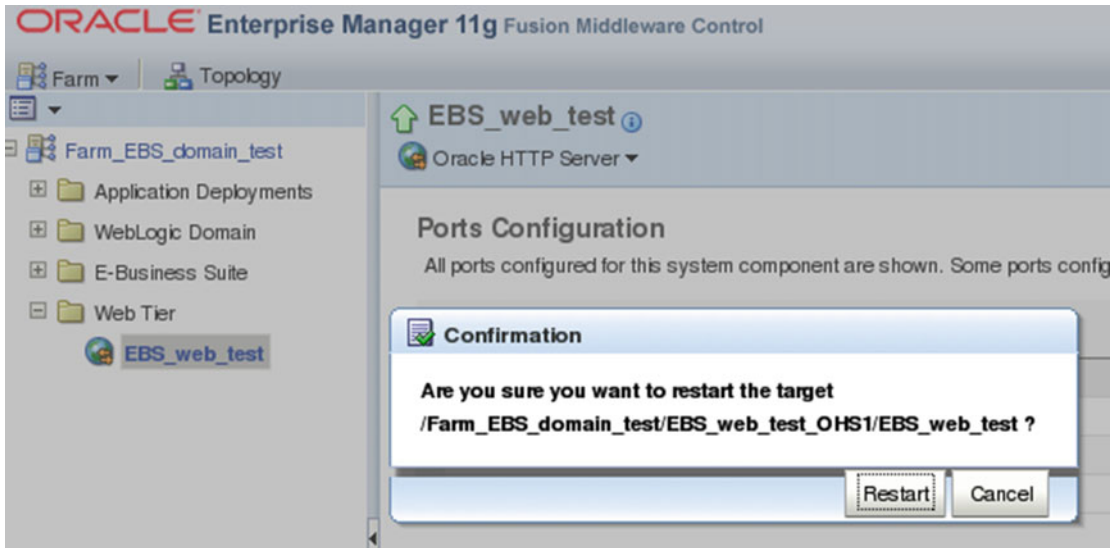 ORACLE Enterprise Manager 11g Fusion Middleware Control
Farm Topology
EBS_web_test
Oracle HTTP Server
Farm_EBS_domain_test
Application Deployments
WebLogic Domain
E-Business Suite
Web Tier
EBS_web_test
Ports Configuration
All ports configured for this system component are shown. Some ports config
Confirmation
Are you sure you want to restart the target
/Farm_EBS_domain_test/EBS_web_test_OHS1/EBS_web_test ?
Restart Cancel